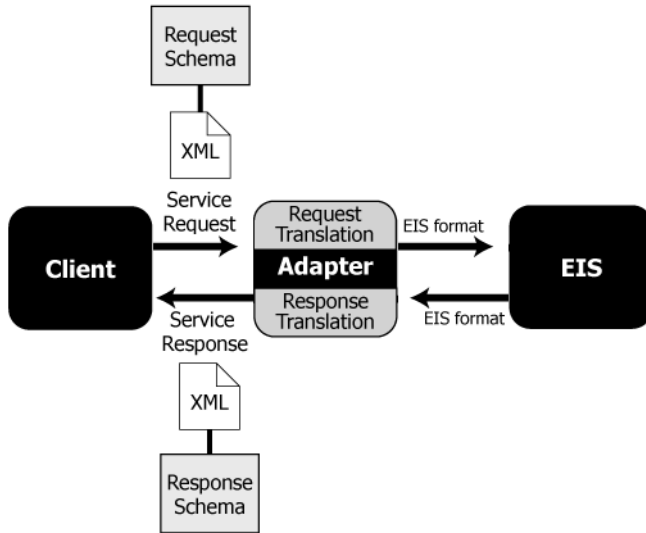 Request
Schema
XML
Service
Request
Request
Translation
EIS format
Client
Adapter
EIS
Response
Translation
EIS format
Service
Response
XML
Response
Schema